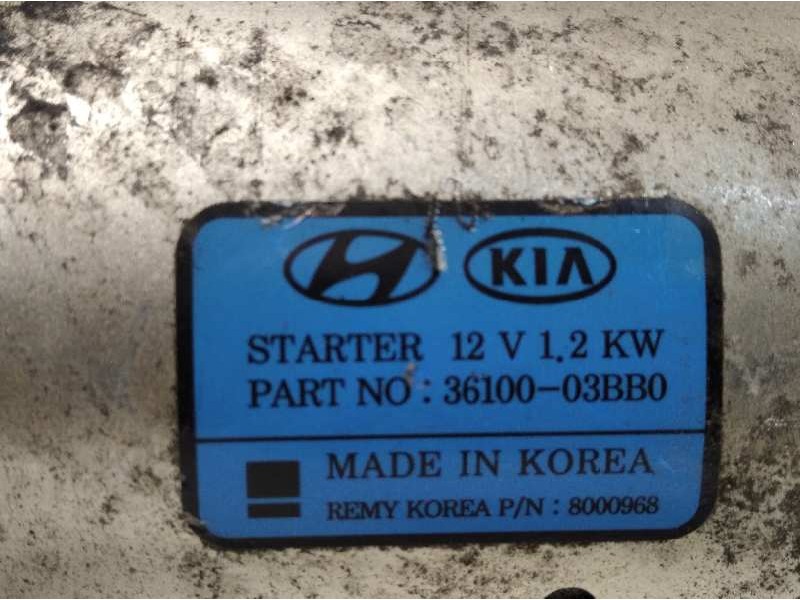 KIA
STARTER 12 V 1.2 KW
PART NO : 36100-03BB0
MADE IN KOREA
REMY KOREA P/N : 8000968